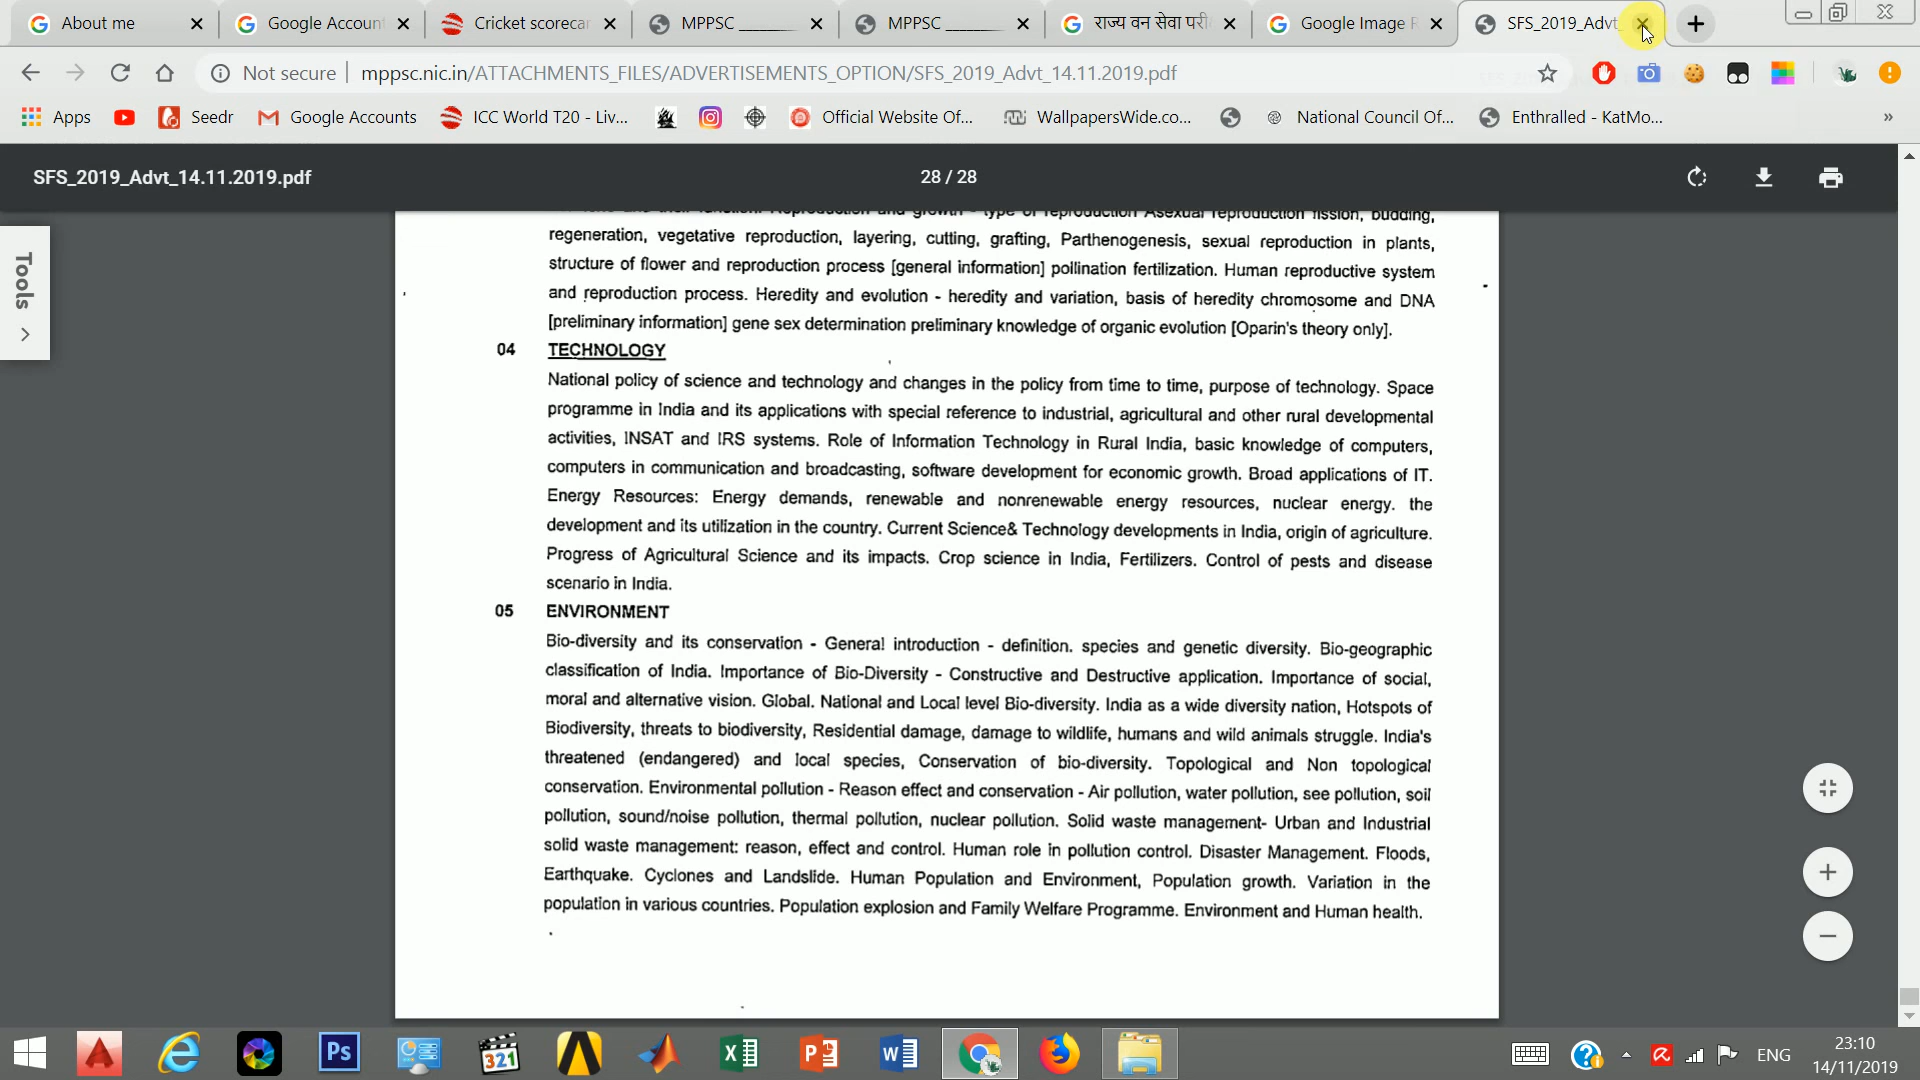 About me
Google Accoun
Cricket scorecar
MPPSC ______
MPPSC ______
राज्य वन सेवा परी
Google Image R
SFS_2019_Advt_
Not secure
mppsc.nic.in/ATTACHMENTS_FILES/ADVERTISEMENTS_OPTION/SFS_2019_Advt_14.11.2019.pdf
Apps
Seedr
Google Accounts
ICC World T20 - Liv...
Official Website Of...
WallpapersWide.co...
National Council Of...
Enthralled - KatMo...
»
SFS_2019_Advt_14.11.2019.pdf
28 / 28
Tools
and their function. Reproduction and growth - type of reproduction Asexual reproduction fission, budding,
regeneration, vegetative reproduction, layering, cutting, grafting, Parthenogenesis, sexual reproduction in plants,
structure of flower and reproduction process [general information] pollination fertilization. Human reproductive system
and reproduction process. Heredity and evolution - heredity and variation, basis of heredity chromosome and DNA
[preliminary information] gene sex determination preliminary knowledge of organic evolution [Oparin's theory only].
04 TECHNOLOGY
National policy of science and technology and changes in the policy from time to time, purpose of technology. Space
programme in India and its applications with special reference to industrial, agricultural and other rural developmental
activities, INSAT and IRS systems. Role of Information Technology in Rural India, basic knowledge of computers,
computers in communication and broadcasting, software development for economic growth. Broad applications of IT.
Energy Resources: Energy demands, renewable and nonrenewable energy resources, nuclear energy. the
development and its utilization in the country. Current Science& Technology developments in India, origin of agriculture.
Progress of Agricultural Science and its impacts. Crop science in India, Fertilizers. Control of pests and disease
scenario in India.
05 ENVIRONMENT
Bio-diversity and its conservation - General introduction - definition. species and genetic diversity. Bio-geographic
classification of India. Importance of Bio-Diversity - Constructive and Destructive application. Importance of social,
moral and alternative vision. Global. National and Local level Bio-diversity. India as a wide diversity nation, Hotspots of
Biodiversity, threats to biodiversity, Residential damage, damage to wildlife, humans and wild animals struggle. India's
threatened (endangered) and local species, Conservation of bio-diversity. Topological and Non topological
conservation. Environmental pollution - Reason effect and conservation - Air pollution, water pollution, see pollution, soil
pollution, sound/noise pollution, thermal pollution, nuclear pollution. Solid waste management- Urban and Industrial
solid waste management: reason, effect and control. Human role in pollution control. Disaster Management. Floods,
Earthquake. Cyclones and Landslide. Human Population and Environment, Population growth. Variation in the
population in various countries. Population explosion and Family Welfare Programme. Environment and Human health.
Ps
321
ENG
23:10
14/11/2019